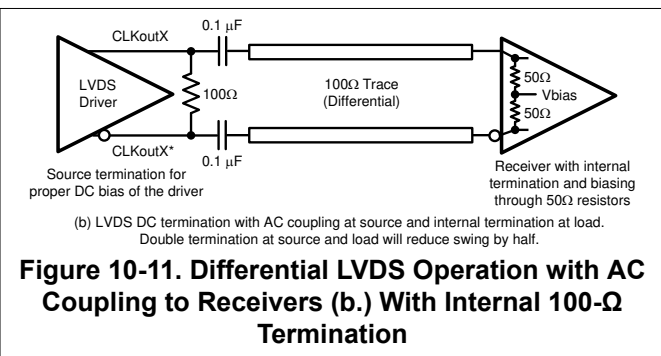 CLKoutX
0.1 µF
LVDS
Driver
100Ω
100Ω Trace
(Differential)
50Ω
Vbias
50Ω
CLKoutX*
0.1 µF
Source termination for
proper DC bias of the driver
Receiver with internal
termination and biasing
through 50Ω resistors
(b) LVDS DC termination with AC coupling at source and internal termination at load.
Double termination at source and load will reduce swing by half.
Figure 10-11. Differential LVDS Operation with AC
Coupling to Receivers (b.) With Internal 100-Ω
Termination